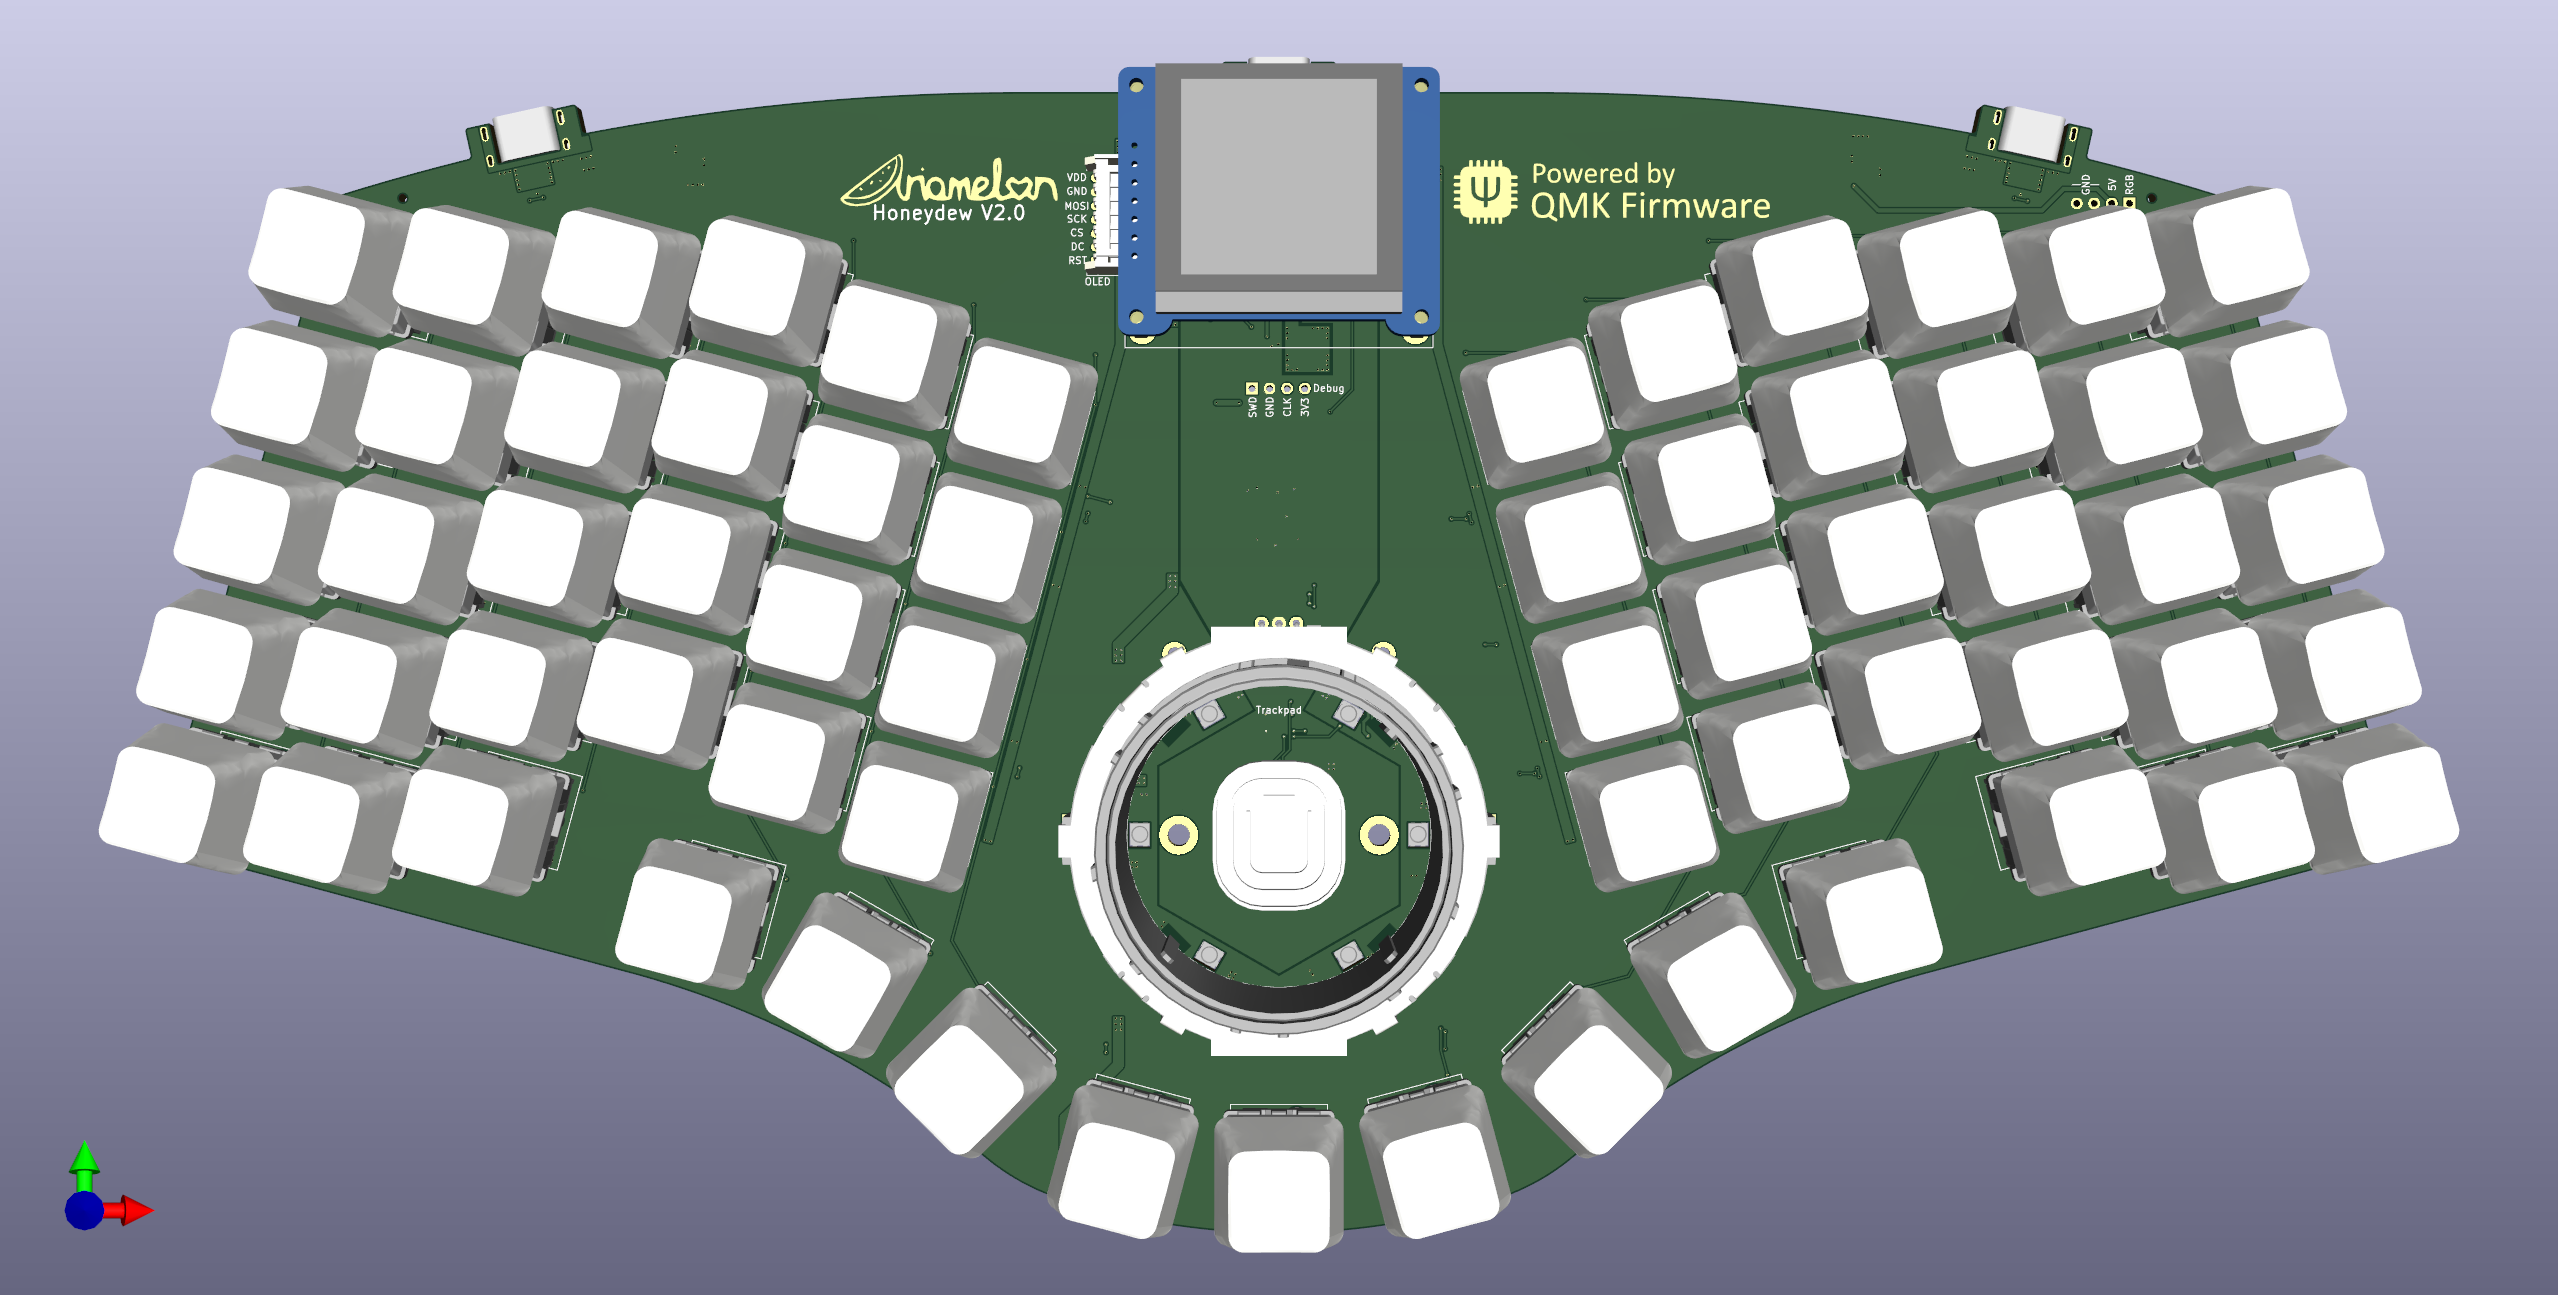 Ariamelon
Honeydew V2.0
VDD
GND
MOSI
SCK
CS
DC
RST
OLED
Powered by
QMK Firmware
GND
5V
RGB
Debug
SWD
GND
CLK
3V3
Trackpad